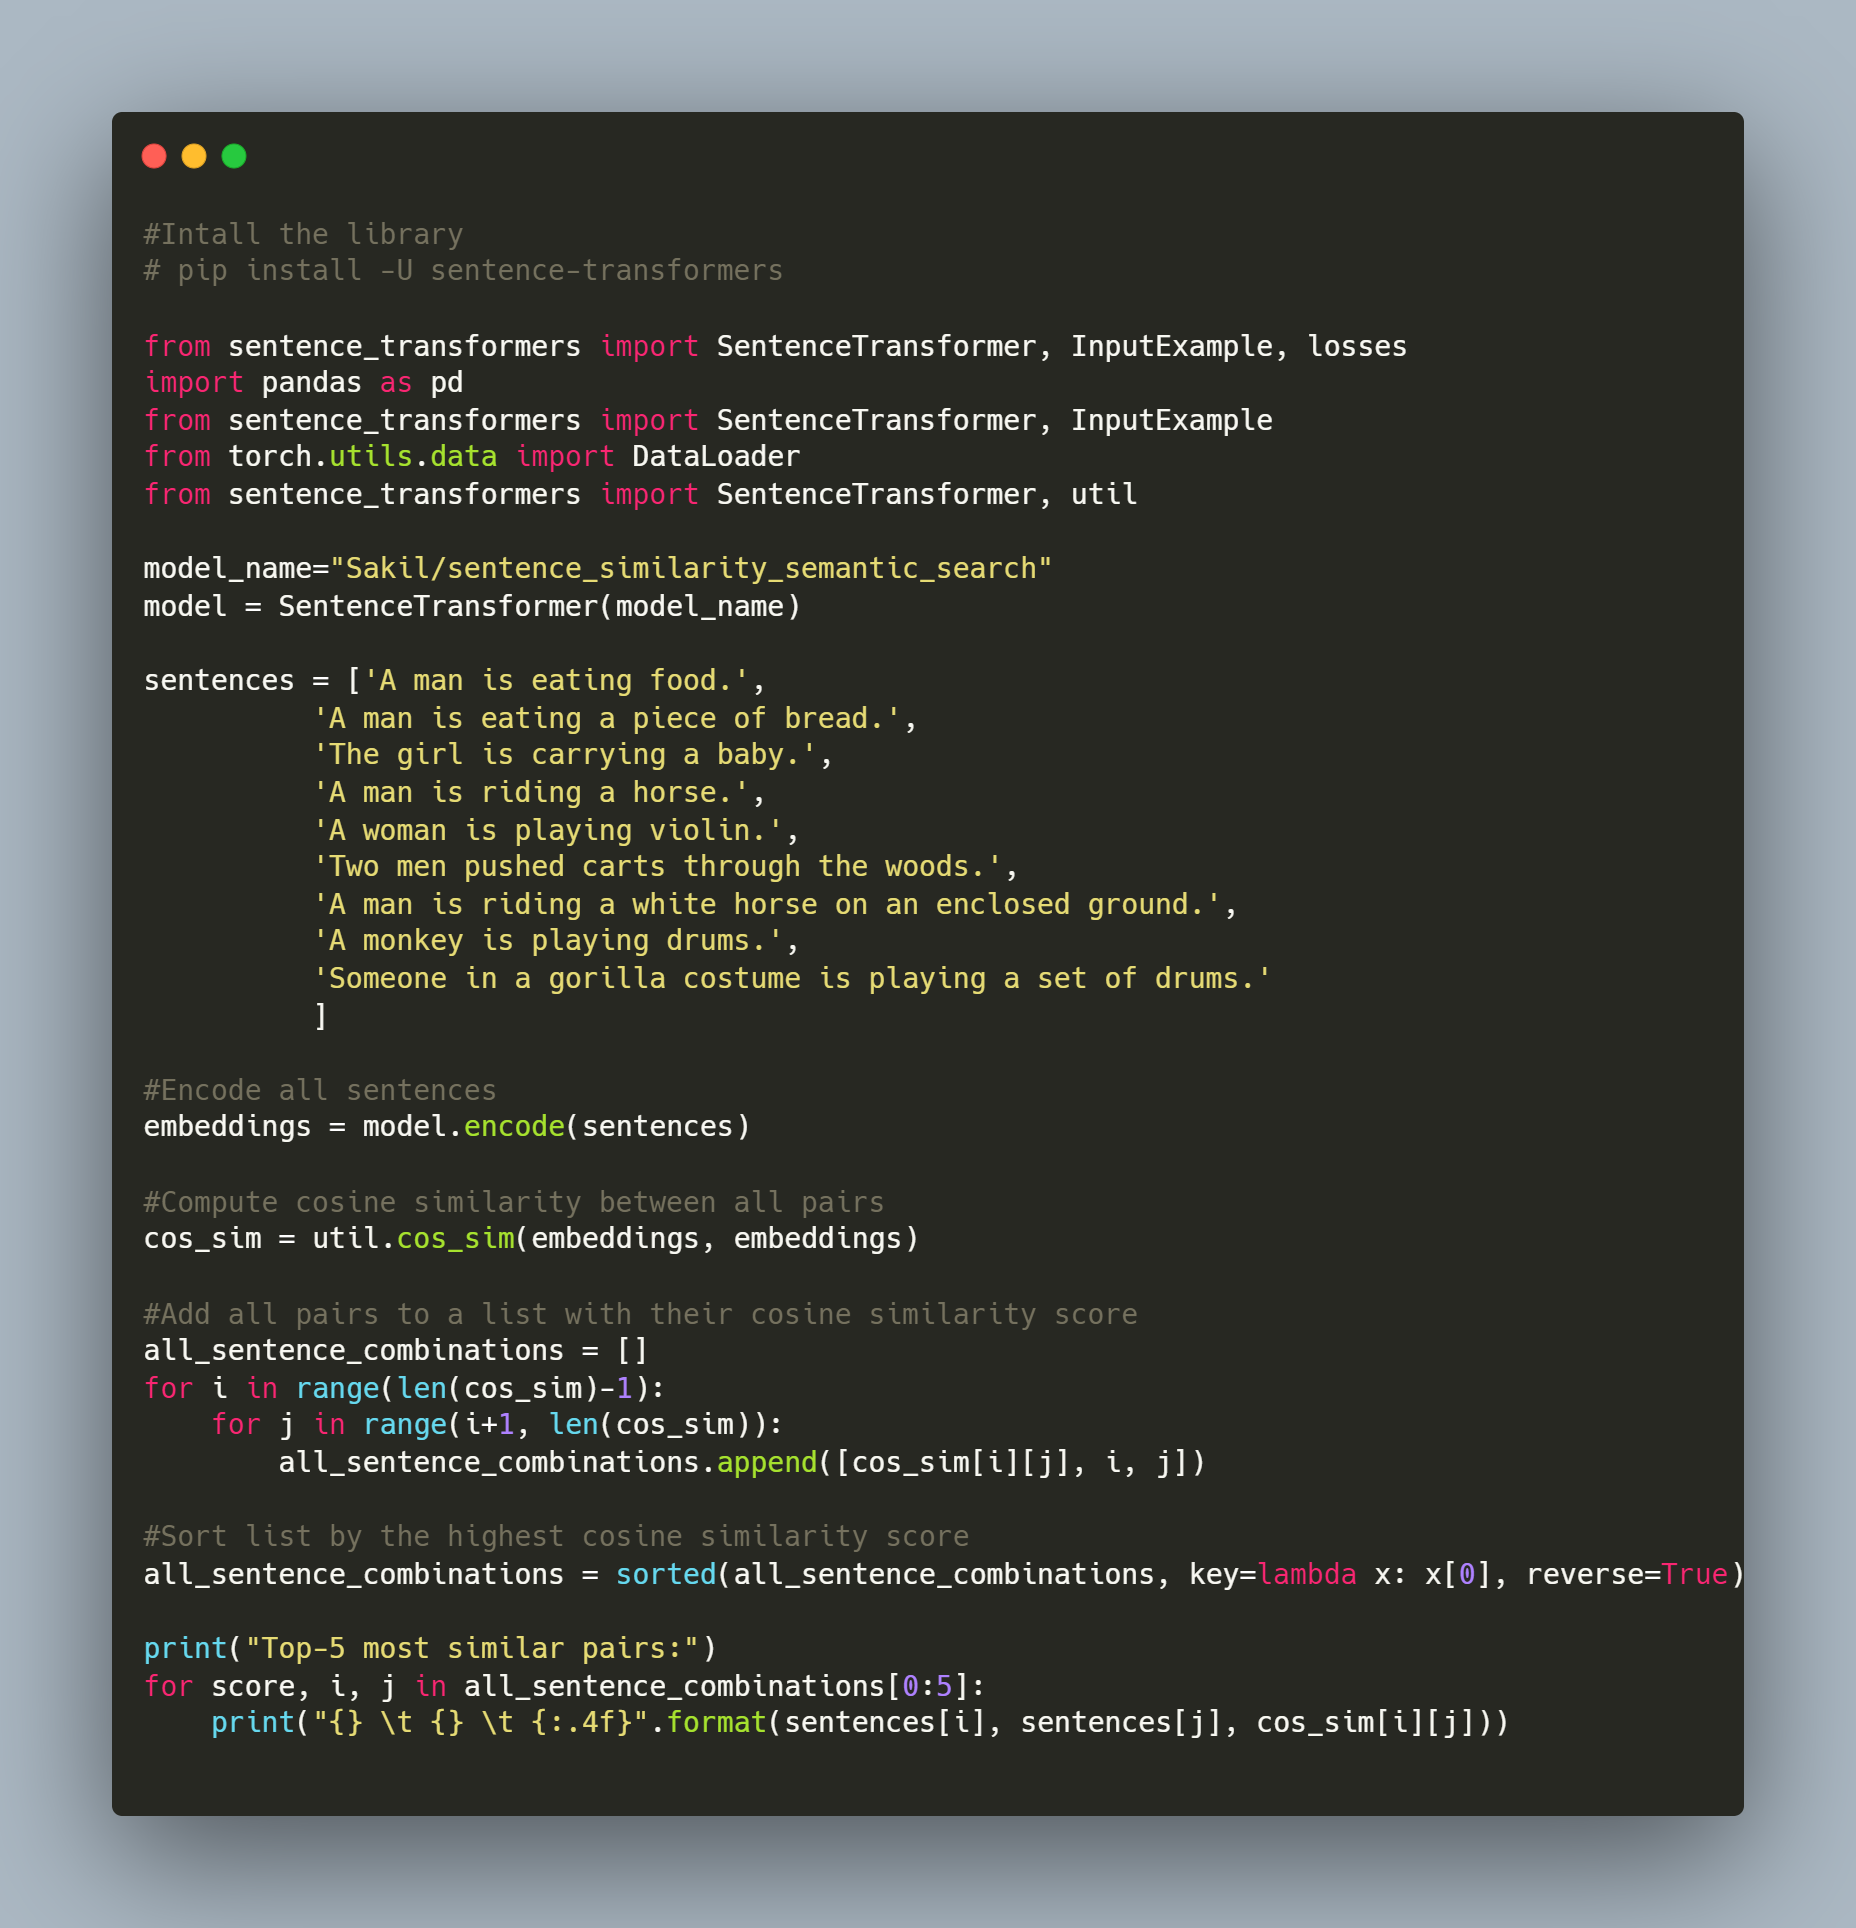 #Intall the library
# pip install -U sentence-transformers

from sentence_transformers import SentenceTransformer, InputExample, losses
import pandas as pd
from sentence_transformers import SentenceTransformer, InputExample
from torch.utils.data import DataLoader
from sentence_transformers import SentenceTransformer, util

model_name="Sakil/sentence_similarity_semantic_search"
model = SentenceTransformer(model_name)

sentences = ['A man is eating food.',
          'A man is eating a piece of bread.',
          'The girl is carrying a baby.',
          'A man is riding a horse.',
          'A woman is playing violin.',
          'Two men pushed carts through the woods.',
          'A man is riding a white horse on an enclosed ground.',
          'A monkey is playing drums.',
          'Someone in a gorilla costume is playing a set of drums.'
          ]

#Encode all sentences
embeddings = model.encode(sentences)

#Compute cosine similarity between all pairs
cos_sim = util.cos_sim(embeddings, embeddings)

#Add all pairs to a list with their cosine similarity score
all_sentence_combinations = []
for i in range(len(cos_sim)-1):
    for j in range(i+1, len(cos_sim)):
        all_sentence_combinations.append([cos_sim[i][j], i, j])

#Sort list by the highest cosine similarity score
all_sentence_combinations = sorted(all_sentence_combinations, key=lambda x: x[0], reverse=True)

print("Top-5 most similar pairs:")
for score, i, j in all_sentence_combinations[0:5]:
    print("{} \t {} \t {:.4f}".format(sentences[i], sentences[j], cos_sim[i][j]))